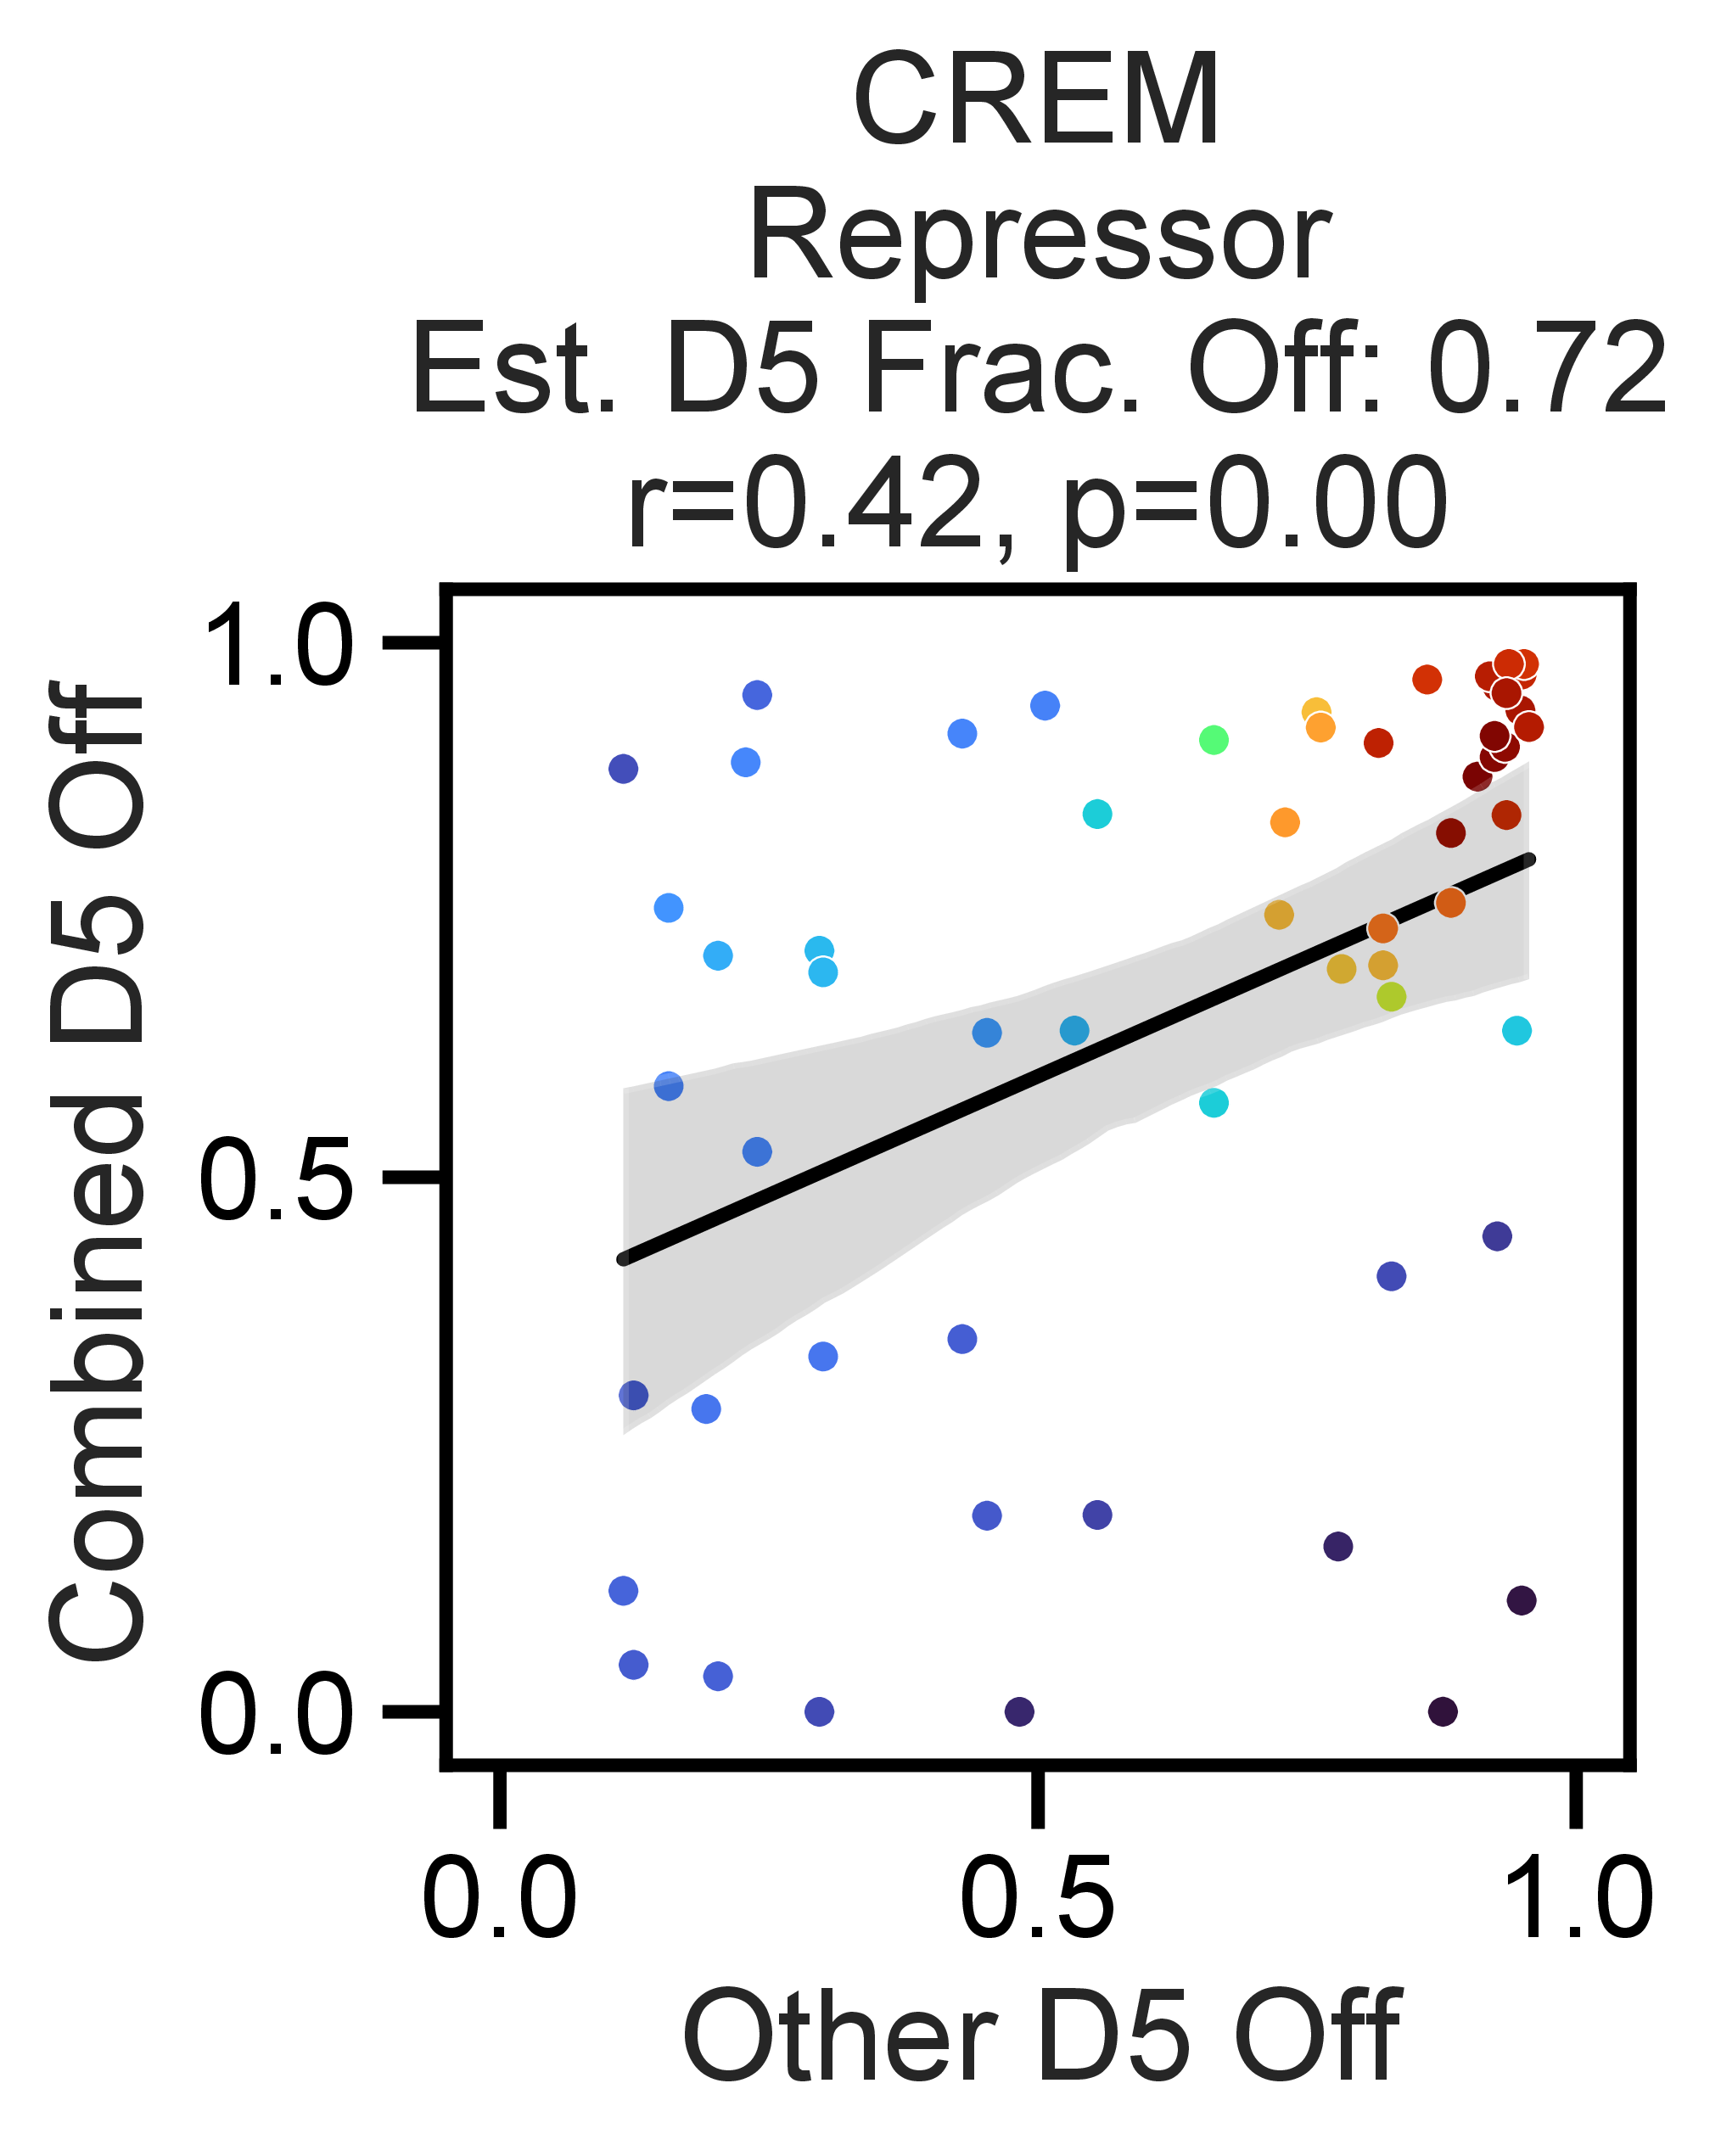 CREM
Repressor
Est. D5 Frac. Off: 0.72
r=0.42, p=0.00
Combined D5 Off
1.0
0.5
0.0
0.0 0.5 1.0
Other D5 Off